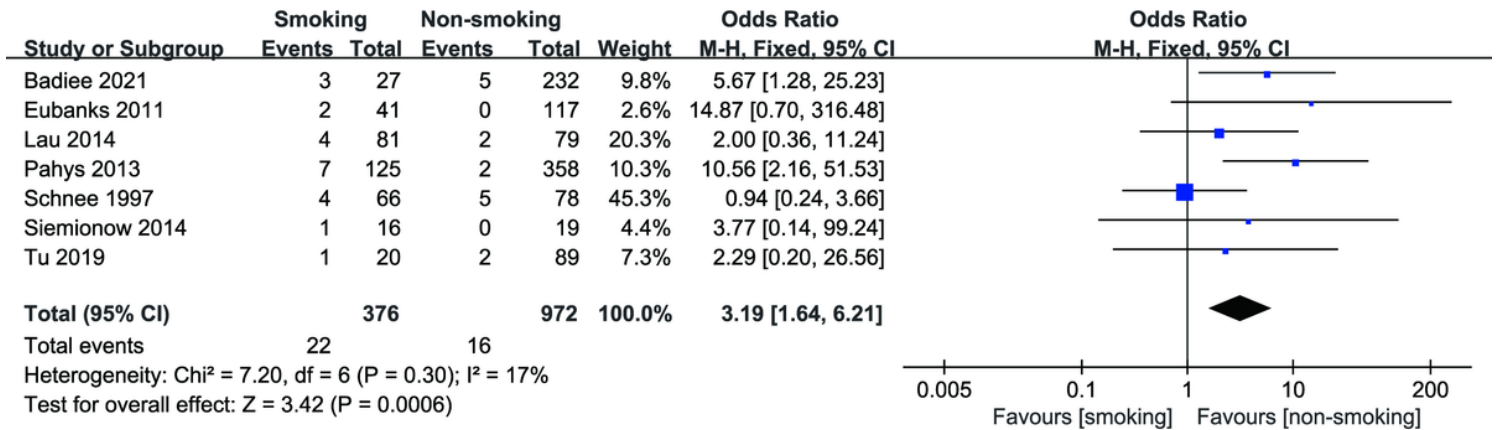 Smoking Non-smoking Odds Ratio Odds Ratio
Study or Subgroup Events Total Events Total Weight M-H, Fixed, 95% CI M-H, Fixed, 95% CI
Badiee 2021 3 27 5 232 9.8% 5.67 [1.28, 25.23]
Eubanks 2011 2 41 0 117 2.6% 14.87 [0.70, 316.48]
Lau 2014 4 81 2 79 20.3% 2.00 [0.36, 11.24]
Pahys 2013 7 125 2 358 10.3% 10.56 [2.16, 51.53]
Schnee 1997 4 66 5 78 45.3% 0.94 [0.24, 3.66]
Siemionow 2014 1 16 0 19 4.4% 3.77 [0.14, 99.24]
Tu 2019 1 20 2 89 7.3% 2.29 [0.20, 26.56]
Total (95% CI) 376 972 100.0% 3.19 [1.64, 6.21]
Total events 22 16
Heterogeneity: Chi² = 7.20, df = 6 (P = 0.30); I² = 17%
Test for overall effect: Z = 3.42 (P = 0.0006)
0.005 0.1 1 10 200
Favours [smoking] Favours [non-smoking]